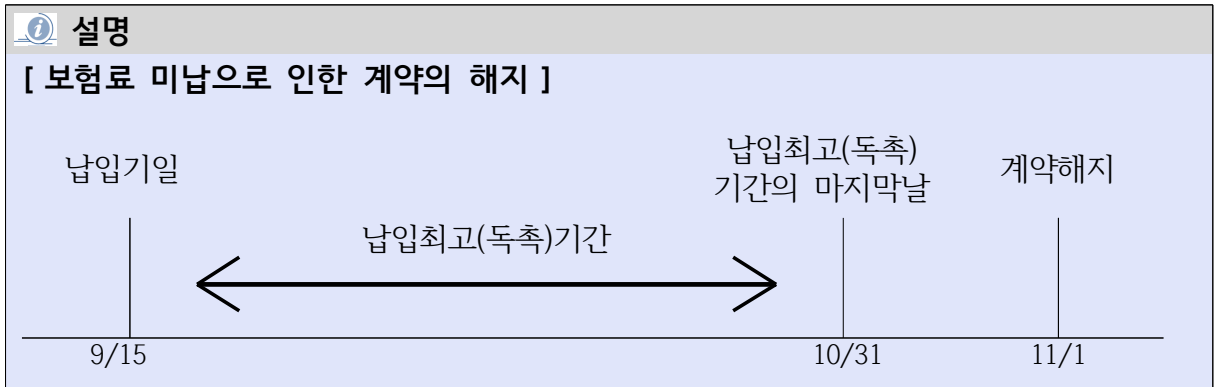 설명
[ 보험료 미납으로 인한 계약의 해지 ]
납입기일
납입최고(독촉)
기간의 마지막날
계약해지
납입최고(독촉)기간
9/15
10/31
11/1